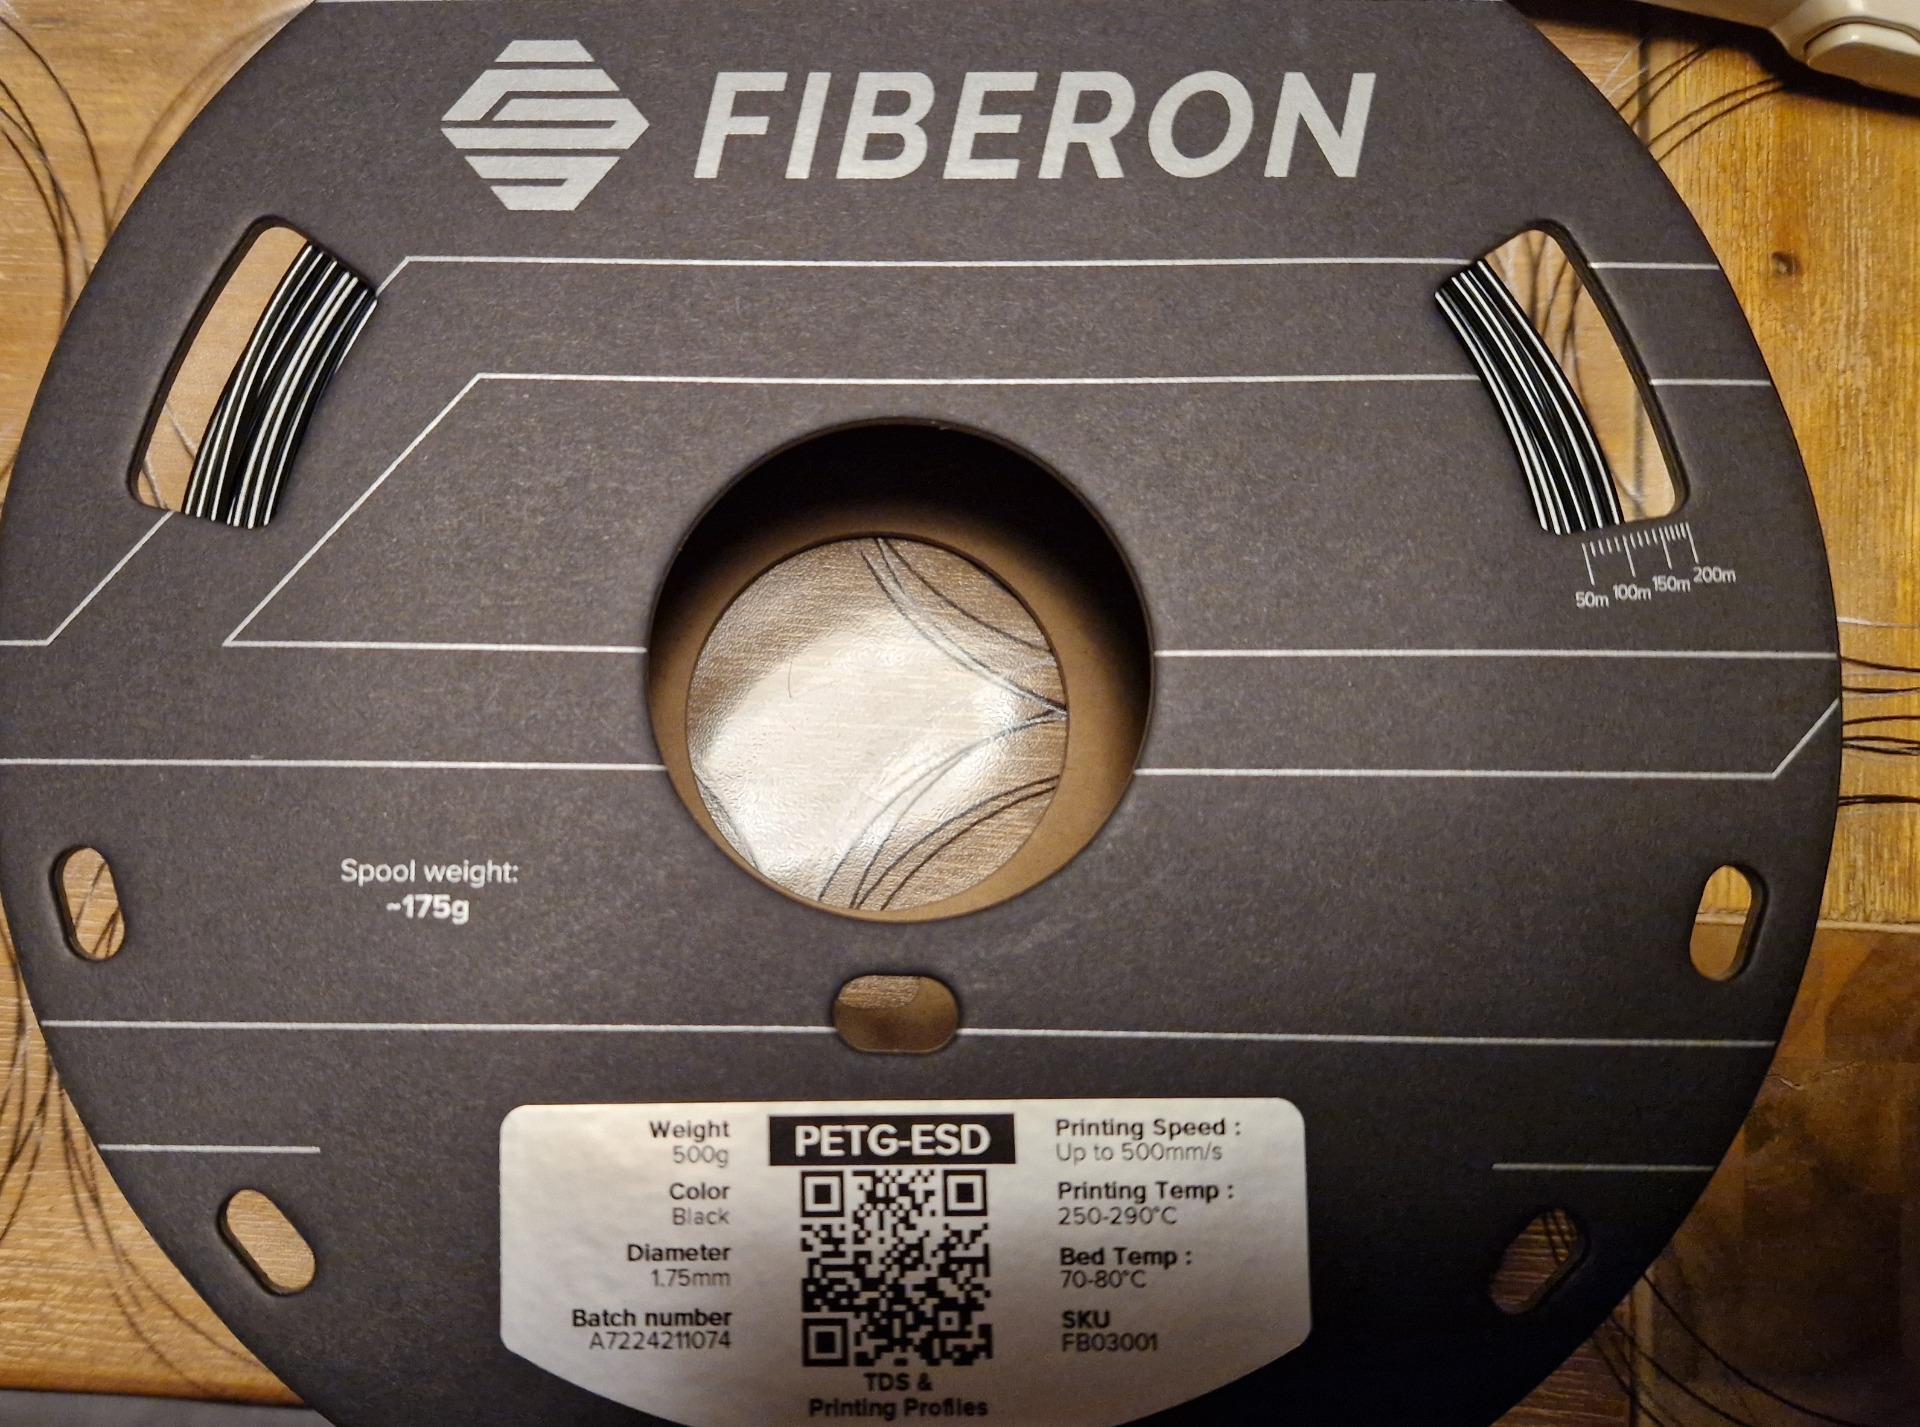 FIBERON
50m 100m 150m 200m
Spool weight:
~175g
Weight
500g
Color
Black
Diameter
1.75mm
Batch number
A7224211074
PETG-ESD
TDS &
Printing Profiles
Printing Speed :
Up to 500mm/s
Printing Temp :
250-290°C
Bed Temp :
70-80°C
SKU
FB03001